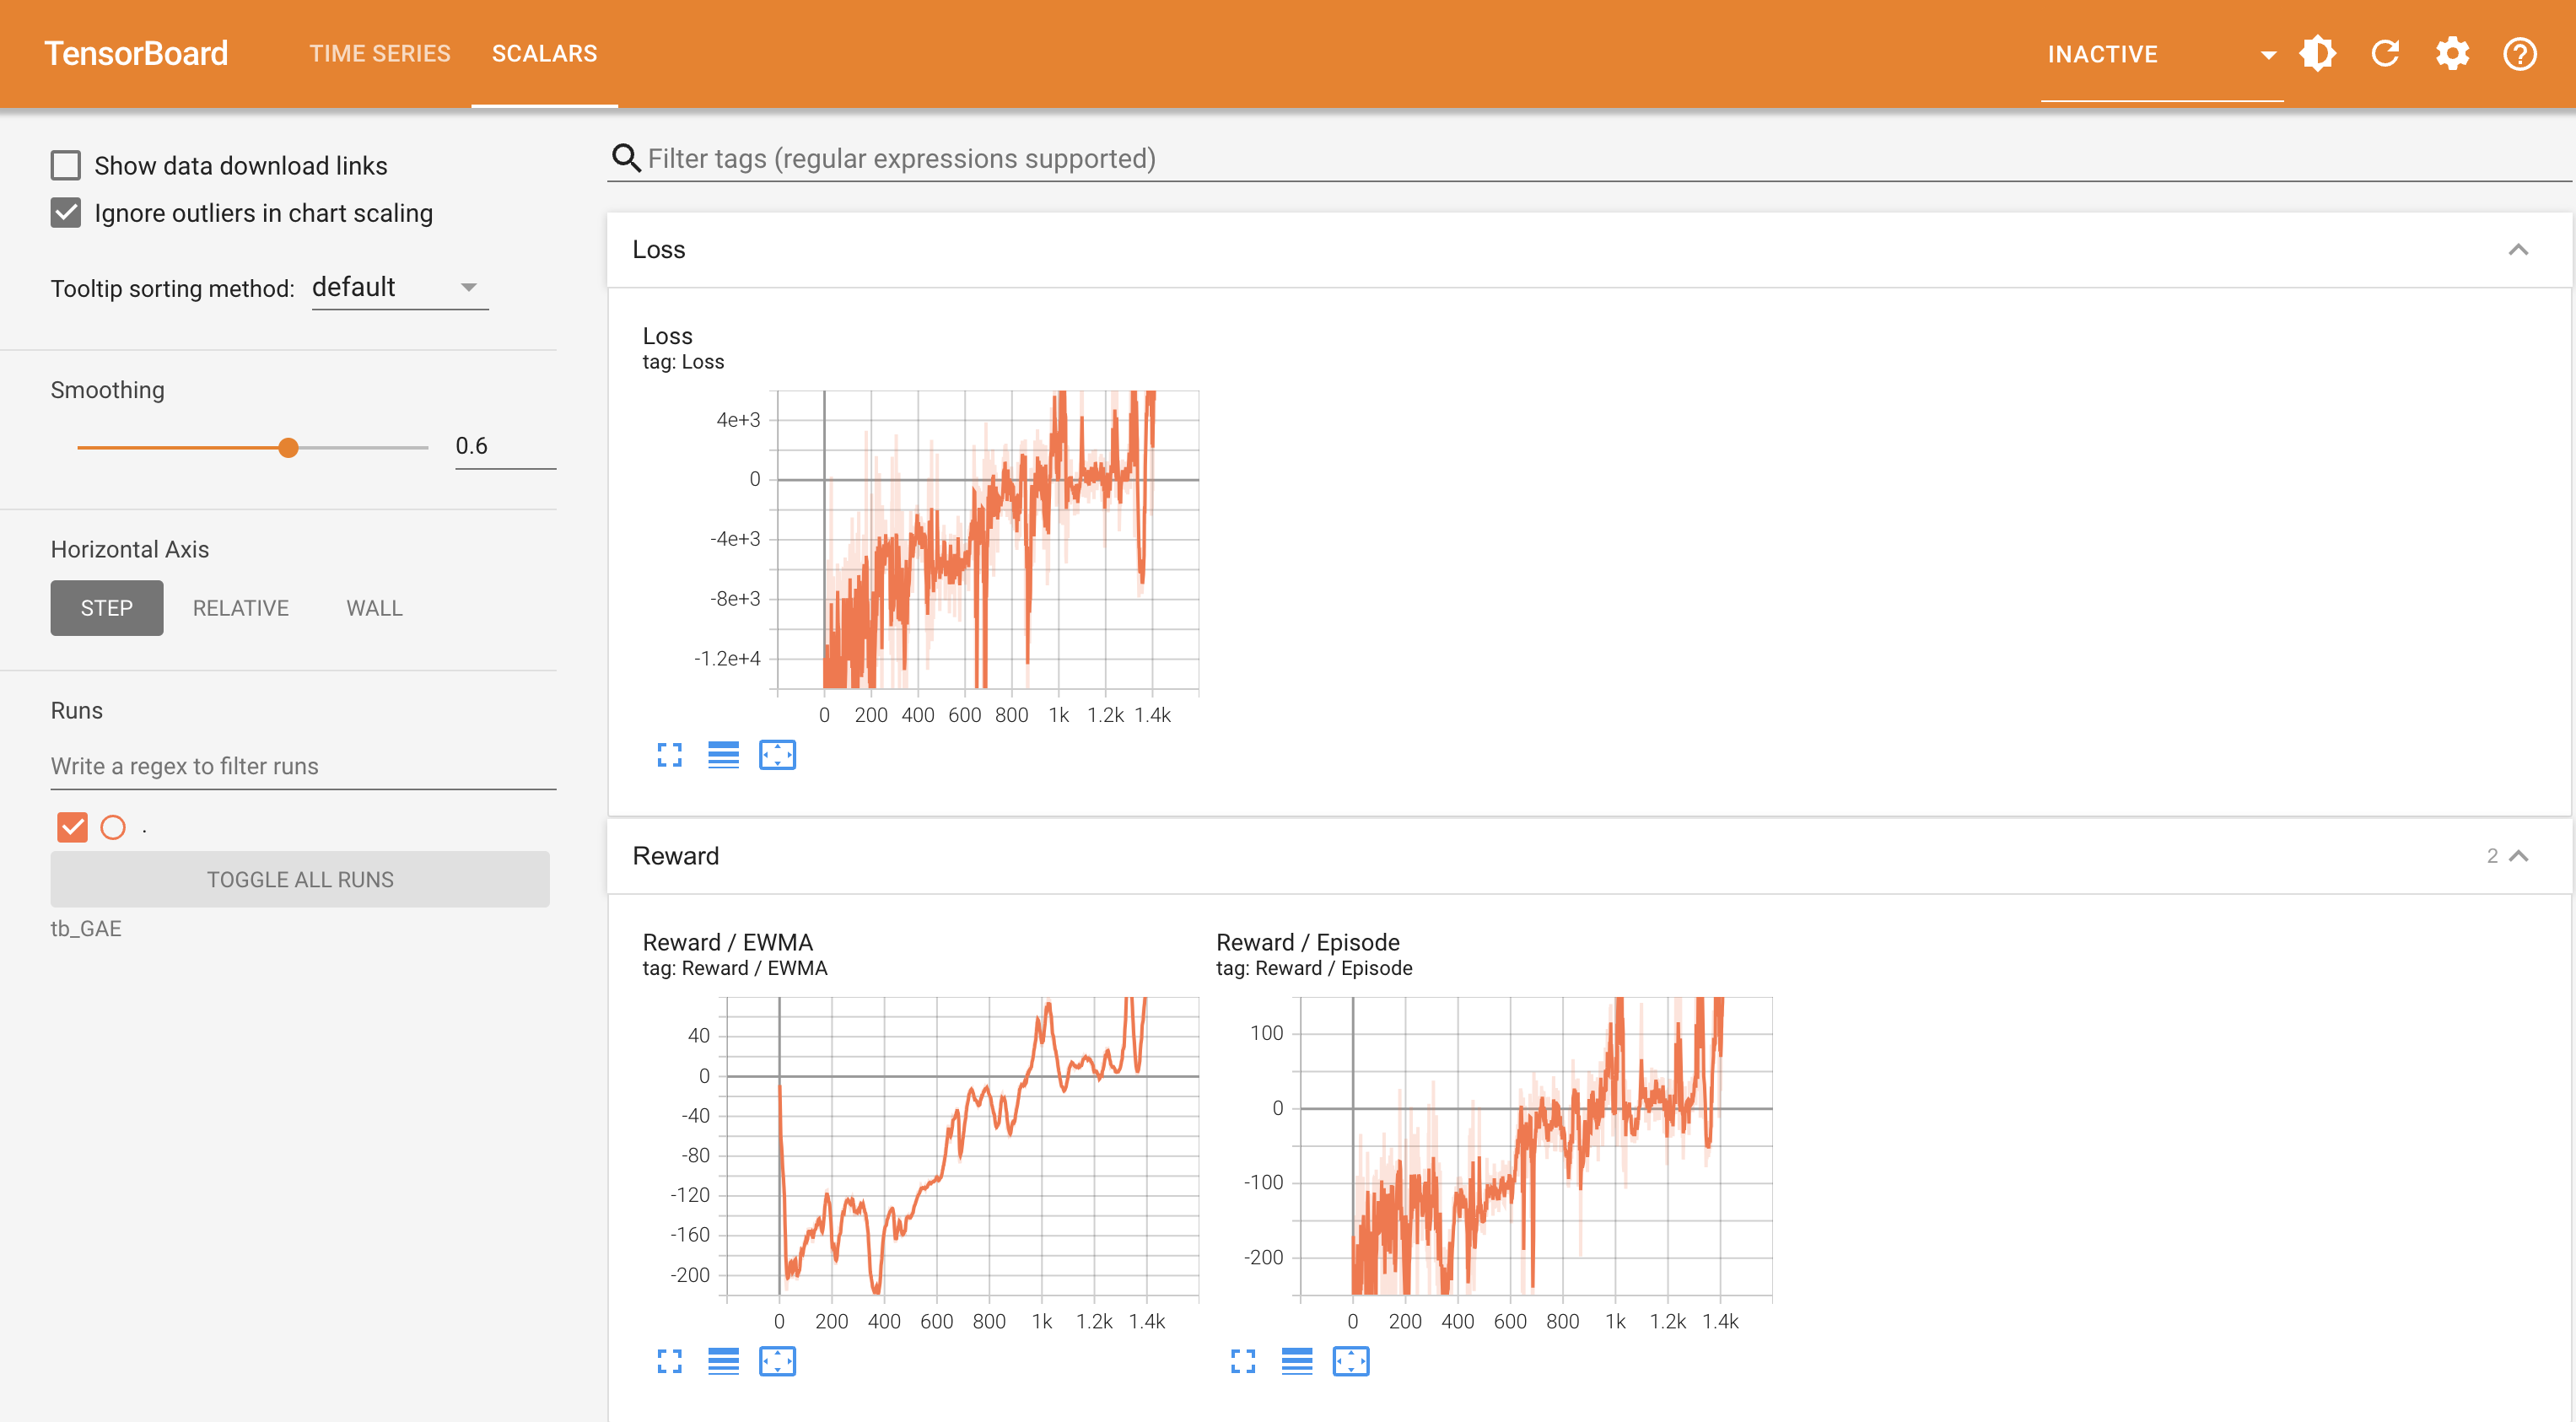 TensorBoard
TIME SERIES
SCALARS
INACTIVE
Show data download links
Ignore outliers in chart scaling
Tooltip sorting method: default
Smoothing
0.6
Horizontal Axis
STEP
RELATIVE
WALL
Runs
Write a regex to filter runs
.
TOGGLE ALL RUNS
tb_GAE
Filter tags (regular expressions supported)
Loss
Loss
tag: Loss
4e+3
0
-4e+3
-8e+3
-1.2e+4
0 200 400 600 800 1k 1.2k 1.4k
Reward
2
Reward / EWMA
tag: Reward / EWMA
40
0
-40
-80
-120
-160
-200
0 200 400 600 800 1k 1.2k 1.4k
Reward / Episode
tag: Reward / Episode
100
0
-100
-200
0 200 400 600 800 1k 1.2k 1.4k